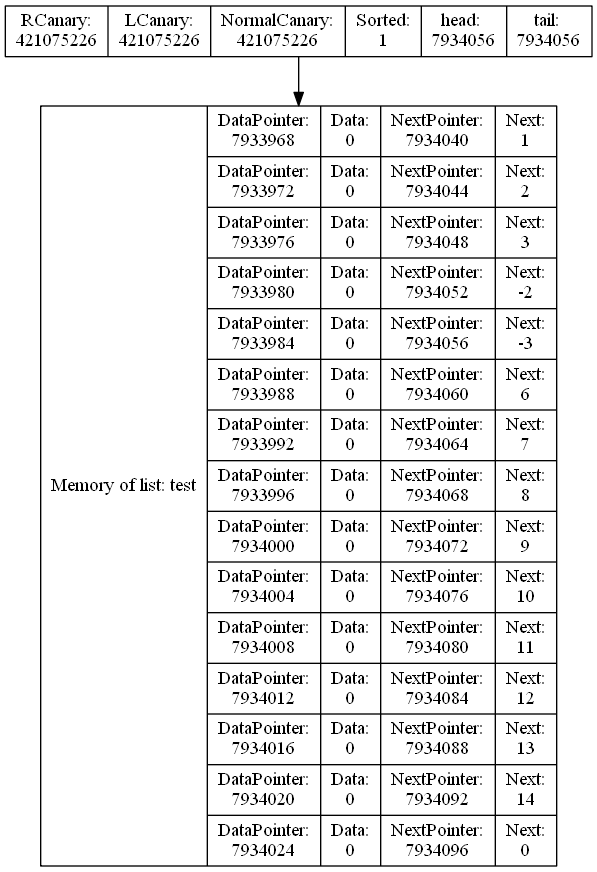 RCanary:
421075226
LCanary:
421075226
NormalCanary:
421075226
Sorted:
1
head:
7934056
tail:
7934056
Memory of list: test
DataPointer:
7933968
Data:
0
NextPointer:
7934040
Next:
1
DataPointer:
7933972
Data:
0
NextPointer:
7934044
Next:
2
DataPointer:
7933976
Data:
0
NextPointer:
7934048
Next:
3
DataPointer:
7933980
Data:
0
NextPointer:
7934052
Next:
-2
DataPointer:
7933984
Data:
0
NextPointer:
7934056
Next:
-3
DataPointer:
7933988
Data:
0
NextPointer:
7934060
Next:
6
DataPointer:
7933992
Data:
0
NextPointer:
7934064
Next:
7
DataPointer:
7933996
Data:
0
NextPointer:
7934068
Next:
8
DataPointer:
7934000
Data:
0
NextPointer:
7934072
Next:
9
DataPointer:
7934004
Data:
0
NextPointer:
7934076
Next:
10
DataPointer:
7934008
Data:
0
NextPointer:
7934080
Next:
11
DataPointer:
7934012
Data:
0
NextPointer:
7934084
Next:
12
DataPointer:
7934016
Data:
0
NextPointer:
7934088
Next:
13
DataPointer:
7934020
Data:
0
NextPointer:
7934092
Next:
14
DataPointer:
7934024
Data:
0
NextPointer:
7934096
Next:
0